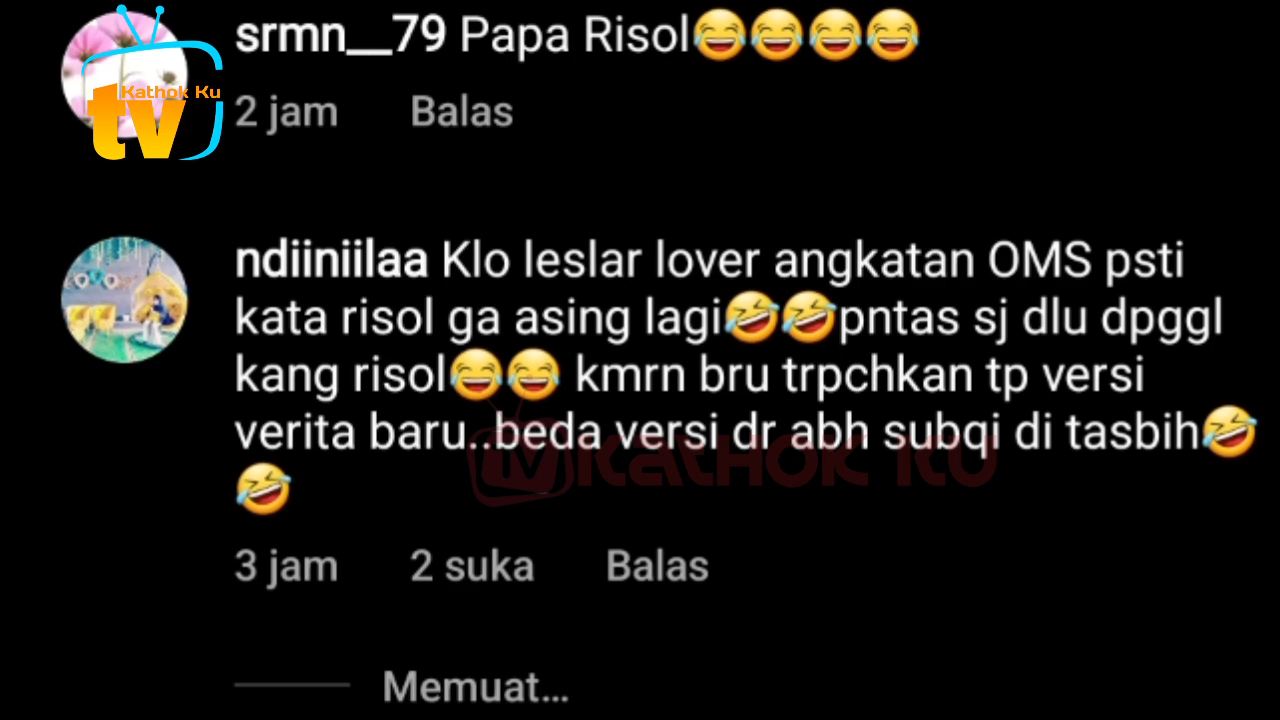 srmn__79 Papa Risol😂😂😂😂
Kathok Ku
tv
2 jam Balas
ndiiniilaa Klo leslar lover angkatan OMS psti
kata risol ga asing lagi🤣🤣pntas sj dlu dpggl
kang risol😂😂 kmrn bru trpchkan tp versi
verita baru..beda versi dr abh subqi di tasbih🤣
🤣
TV KATHOK KU
3 jam 2 suka Balas
Memuat...